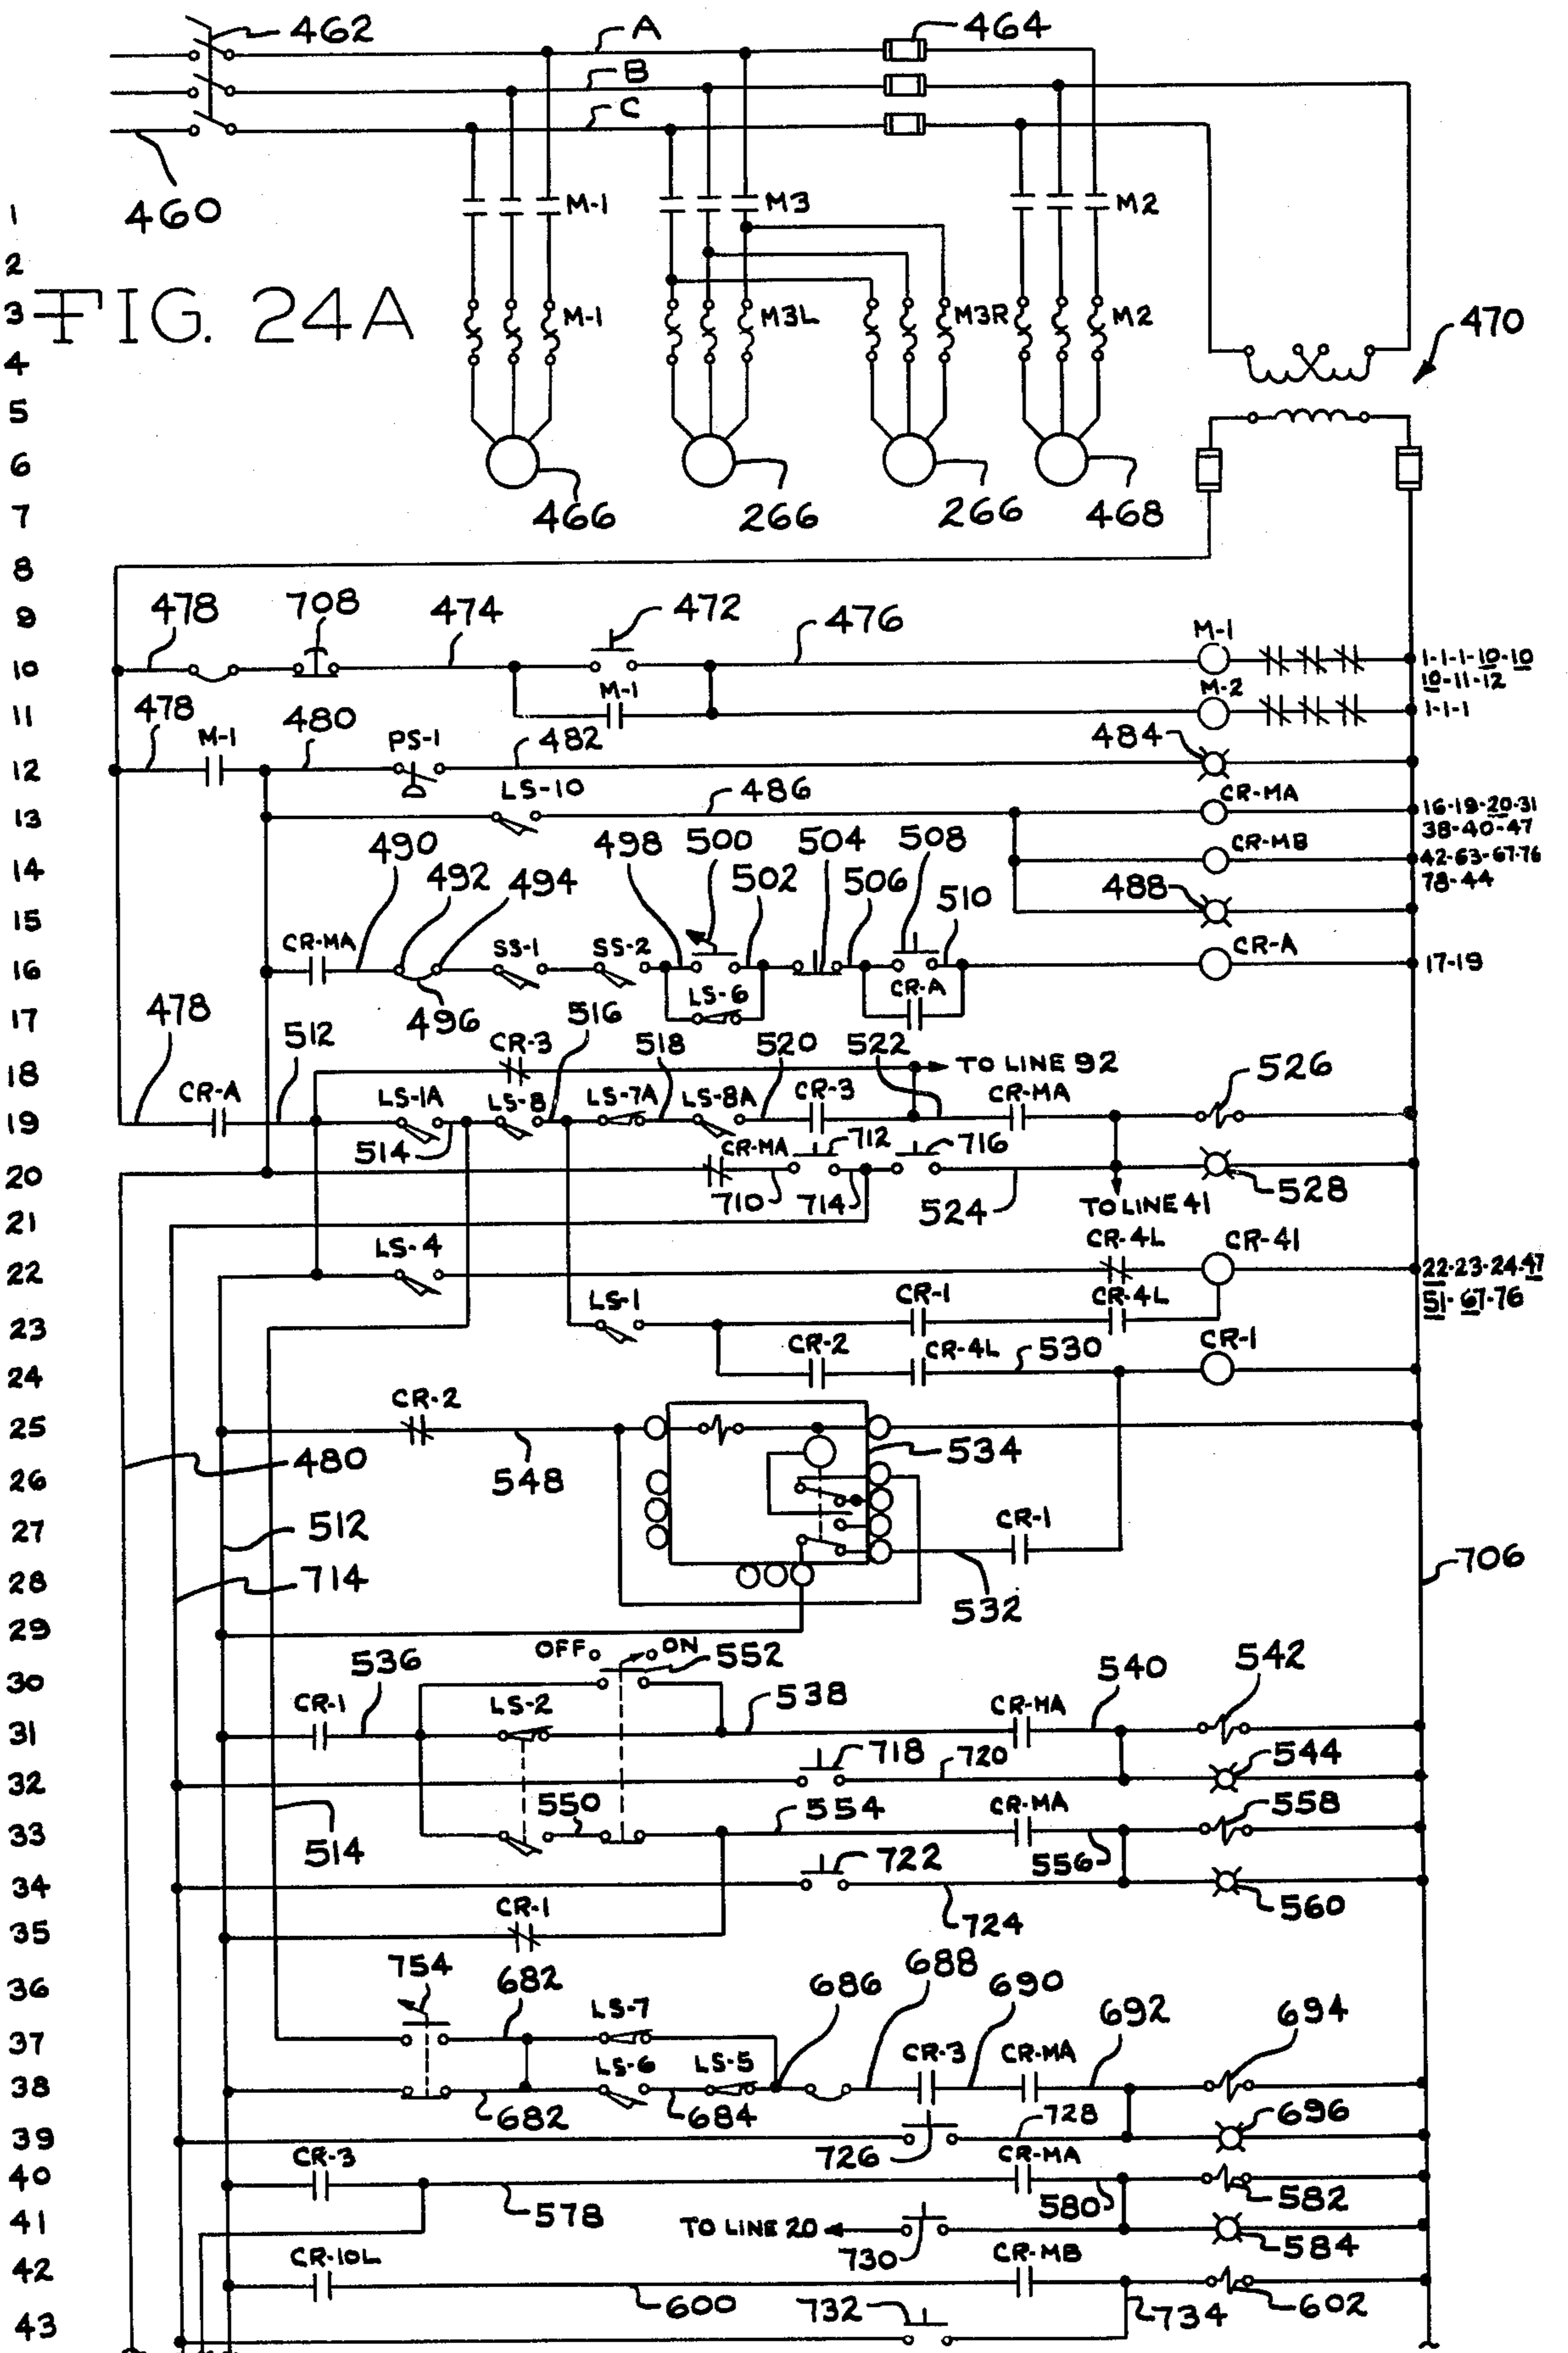 462
A
464
B
C
1
460
M-1
M3
M2
2
3
FIG. 24A
M-1
M3L
M3R
M2
470
4
5
6
466
266
266
468
7
8
9
478
708
474
472
476
M-1
10
1-1-1-10-10
10-11-12
M-1
M-2
11
478
480
1-1-1
M-1
PS-1
482
484
12
LS-10
486
CR-MA
13
16-19-20-31
38-40-47
490
498
500
504
508
CR-MB
14
492
494
502
506
510
488
42-63-67-76
78-44
15
CR-MA
SS-1
SS-2
CR-A
16
17-19
496
LS-6
CR-A
17
478
512
CR-3
516
518
520
522
18
TO LINE 92
526
CR-A
LS-1A
LS-8
LS-7A
LS-8A
CR-3
CR-MA
19
514
CR-MA
712
716
20
710
714
524
TO LINE 41
528
21
LS-4
CR-4L
CR-41
22
22-23-24-47
51-67-76
LS-1
CR-1
CR-4L
23
CR-2
CR-4L
530
CR-1
24
CR-2
25
480
548
534
26
27
512
CR-1
706
28
714
532
29
OFF
ON
552
30
536
540
542
CR-1
LS-2
538
CR-MA
31
718
720
544
32
550
554
CR-MA
558
33
514
722
556
34
CR-1
724
560
35
754
682
686
688
690
36
LS-7
692
694
37
LS-6
LS-5
CR-3
CR-MA
38
682
684
728
696
39
726
CR-3
CR-MA
40
578
580
582
41
TO LINE 20
730
584
CR-10L
CR-MB
42
600
732
734
602
43